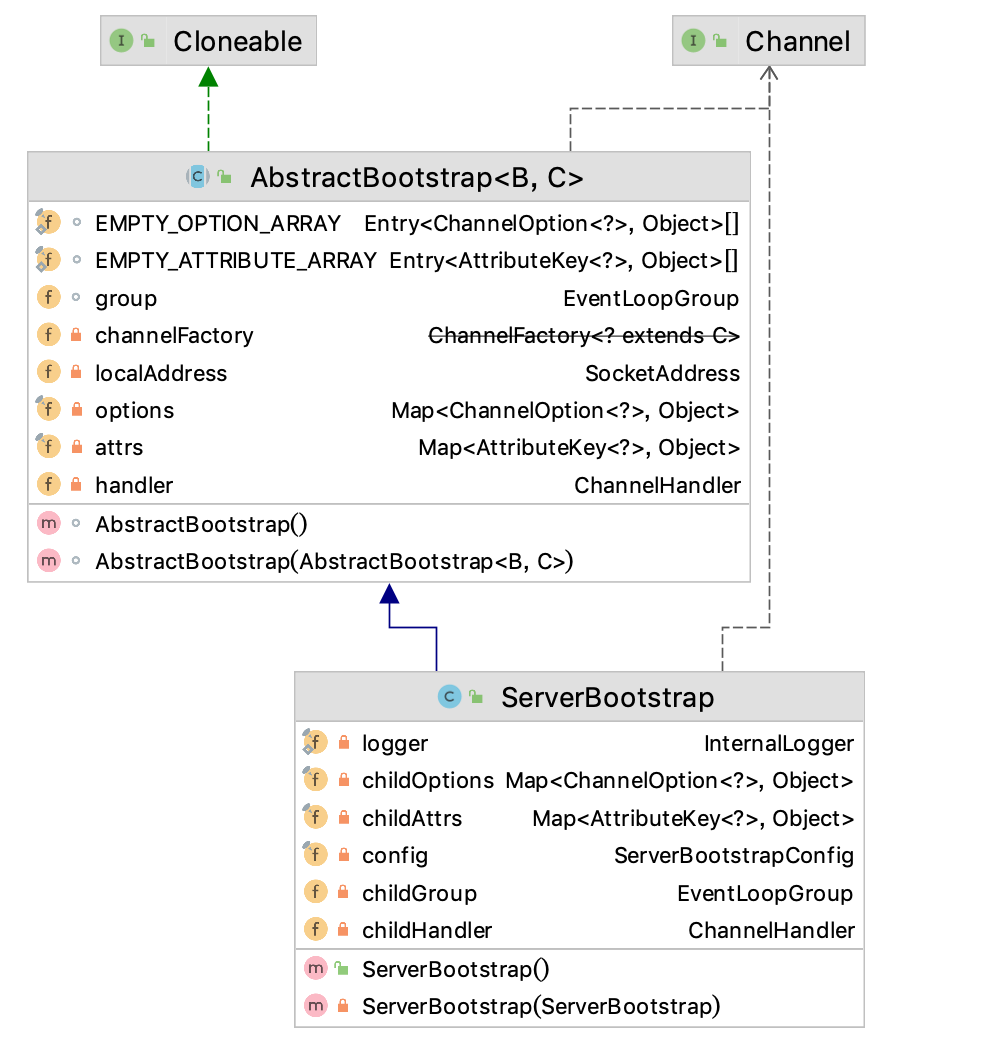 Cloneable
Channel
AbstractBootstrap<B, C>
EMPTY_OPTION_ARRAY Entry<ChannelOption<?>, Object>[]
EMPTY_ATTRIBUTE_ARRAY Entry<AttributeKey<?>, Object>[]
group EventLoopGroup
channelFactory ChannelFactory<? extends C>
localAddress SocketAddress
options Map<ChannelOption<?>, Object>
attrs Map<AttributeKey<?>, Object>
handler ChannelHandler
AbstractBootstrap()
AbstractBootstrap(AbstractBootstrap<B, C>)
ServerBootstrap
logger InternalLogger
childOptions Map<ChannelOption<?>, Object>
childAttrs Map<AttributeKey<?>, Object>
config ServerBootstrapConfig
childGroup EventLoopGroup
childHandler ChannelHandler
ServerBootstrap()
ServerBootstrap(ServerBootstrap)